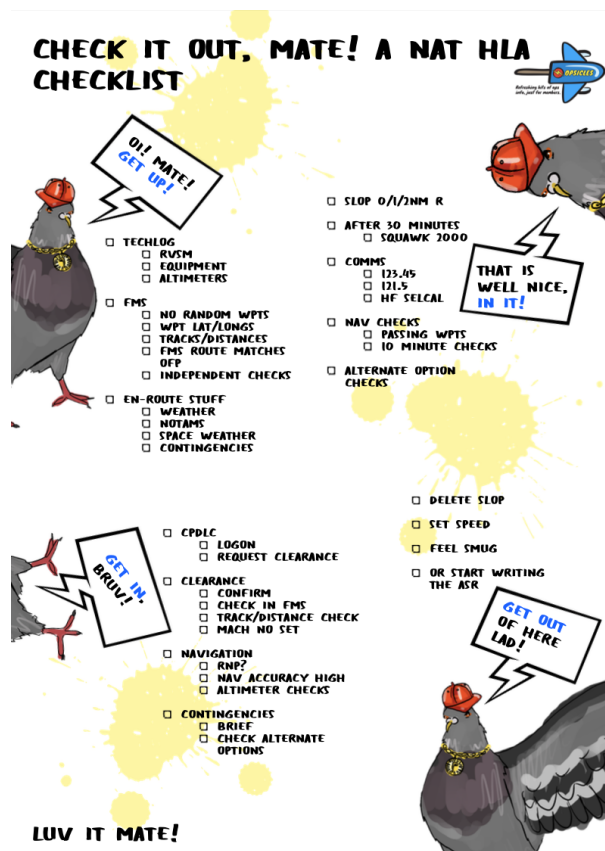 CHECK IT OUT, MATE! A NAT HLA
CHECKLIST
OPSICLES
Refreshing bits of ops
info, just for members.
OI! MATE!
GET UP!
TECHLOG
RVSM
EQUIPMENT
ALTIMETERS
FMS
NO RANDOM WPTS
WPT LAT/LONGS
TRACKS/DISTANCES
FMS ROUTE MATCHES
OFP
INDEPENDENT CHECKS
EN-ROUTE STUFF
WEATHER
NOTAMS
SPACE WEATHER
CONTINGENCIES
GET IN,
BRUV!
CPDLC
LOGON
REQUEST CLEARANCE
CLEARANCE
CONFIRM
CHECK IN FMS
TRACK/DISTANCE CHECK
MACH NO SET
NAVIGATION
RNP?
NAV ACCURACY HIGH
ALTIMETER CHECKS
CONTINGENCIES
BRIEF
CHECK ALTERNATE
OPTIONS
SLOP 0/1/2NM R
AFTER 30 MINUTES
SQUAWK 2000
COMMS
123.45
121.5
HF SELCAL
NAV CHECKS
PASSING WPTS
10 MINUTE CHECKS
ALTERNATE OPTION
CHECKS
THAT IS
WELL NICE,
IN IT!
DELETE SLOP
SET SPEED
FEEL SMUG
OR START WRITING
THE ASR
GET OUT
OF HERE
LAD!
LUV IT MATE!